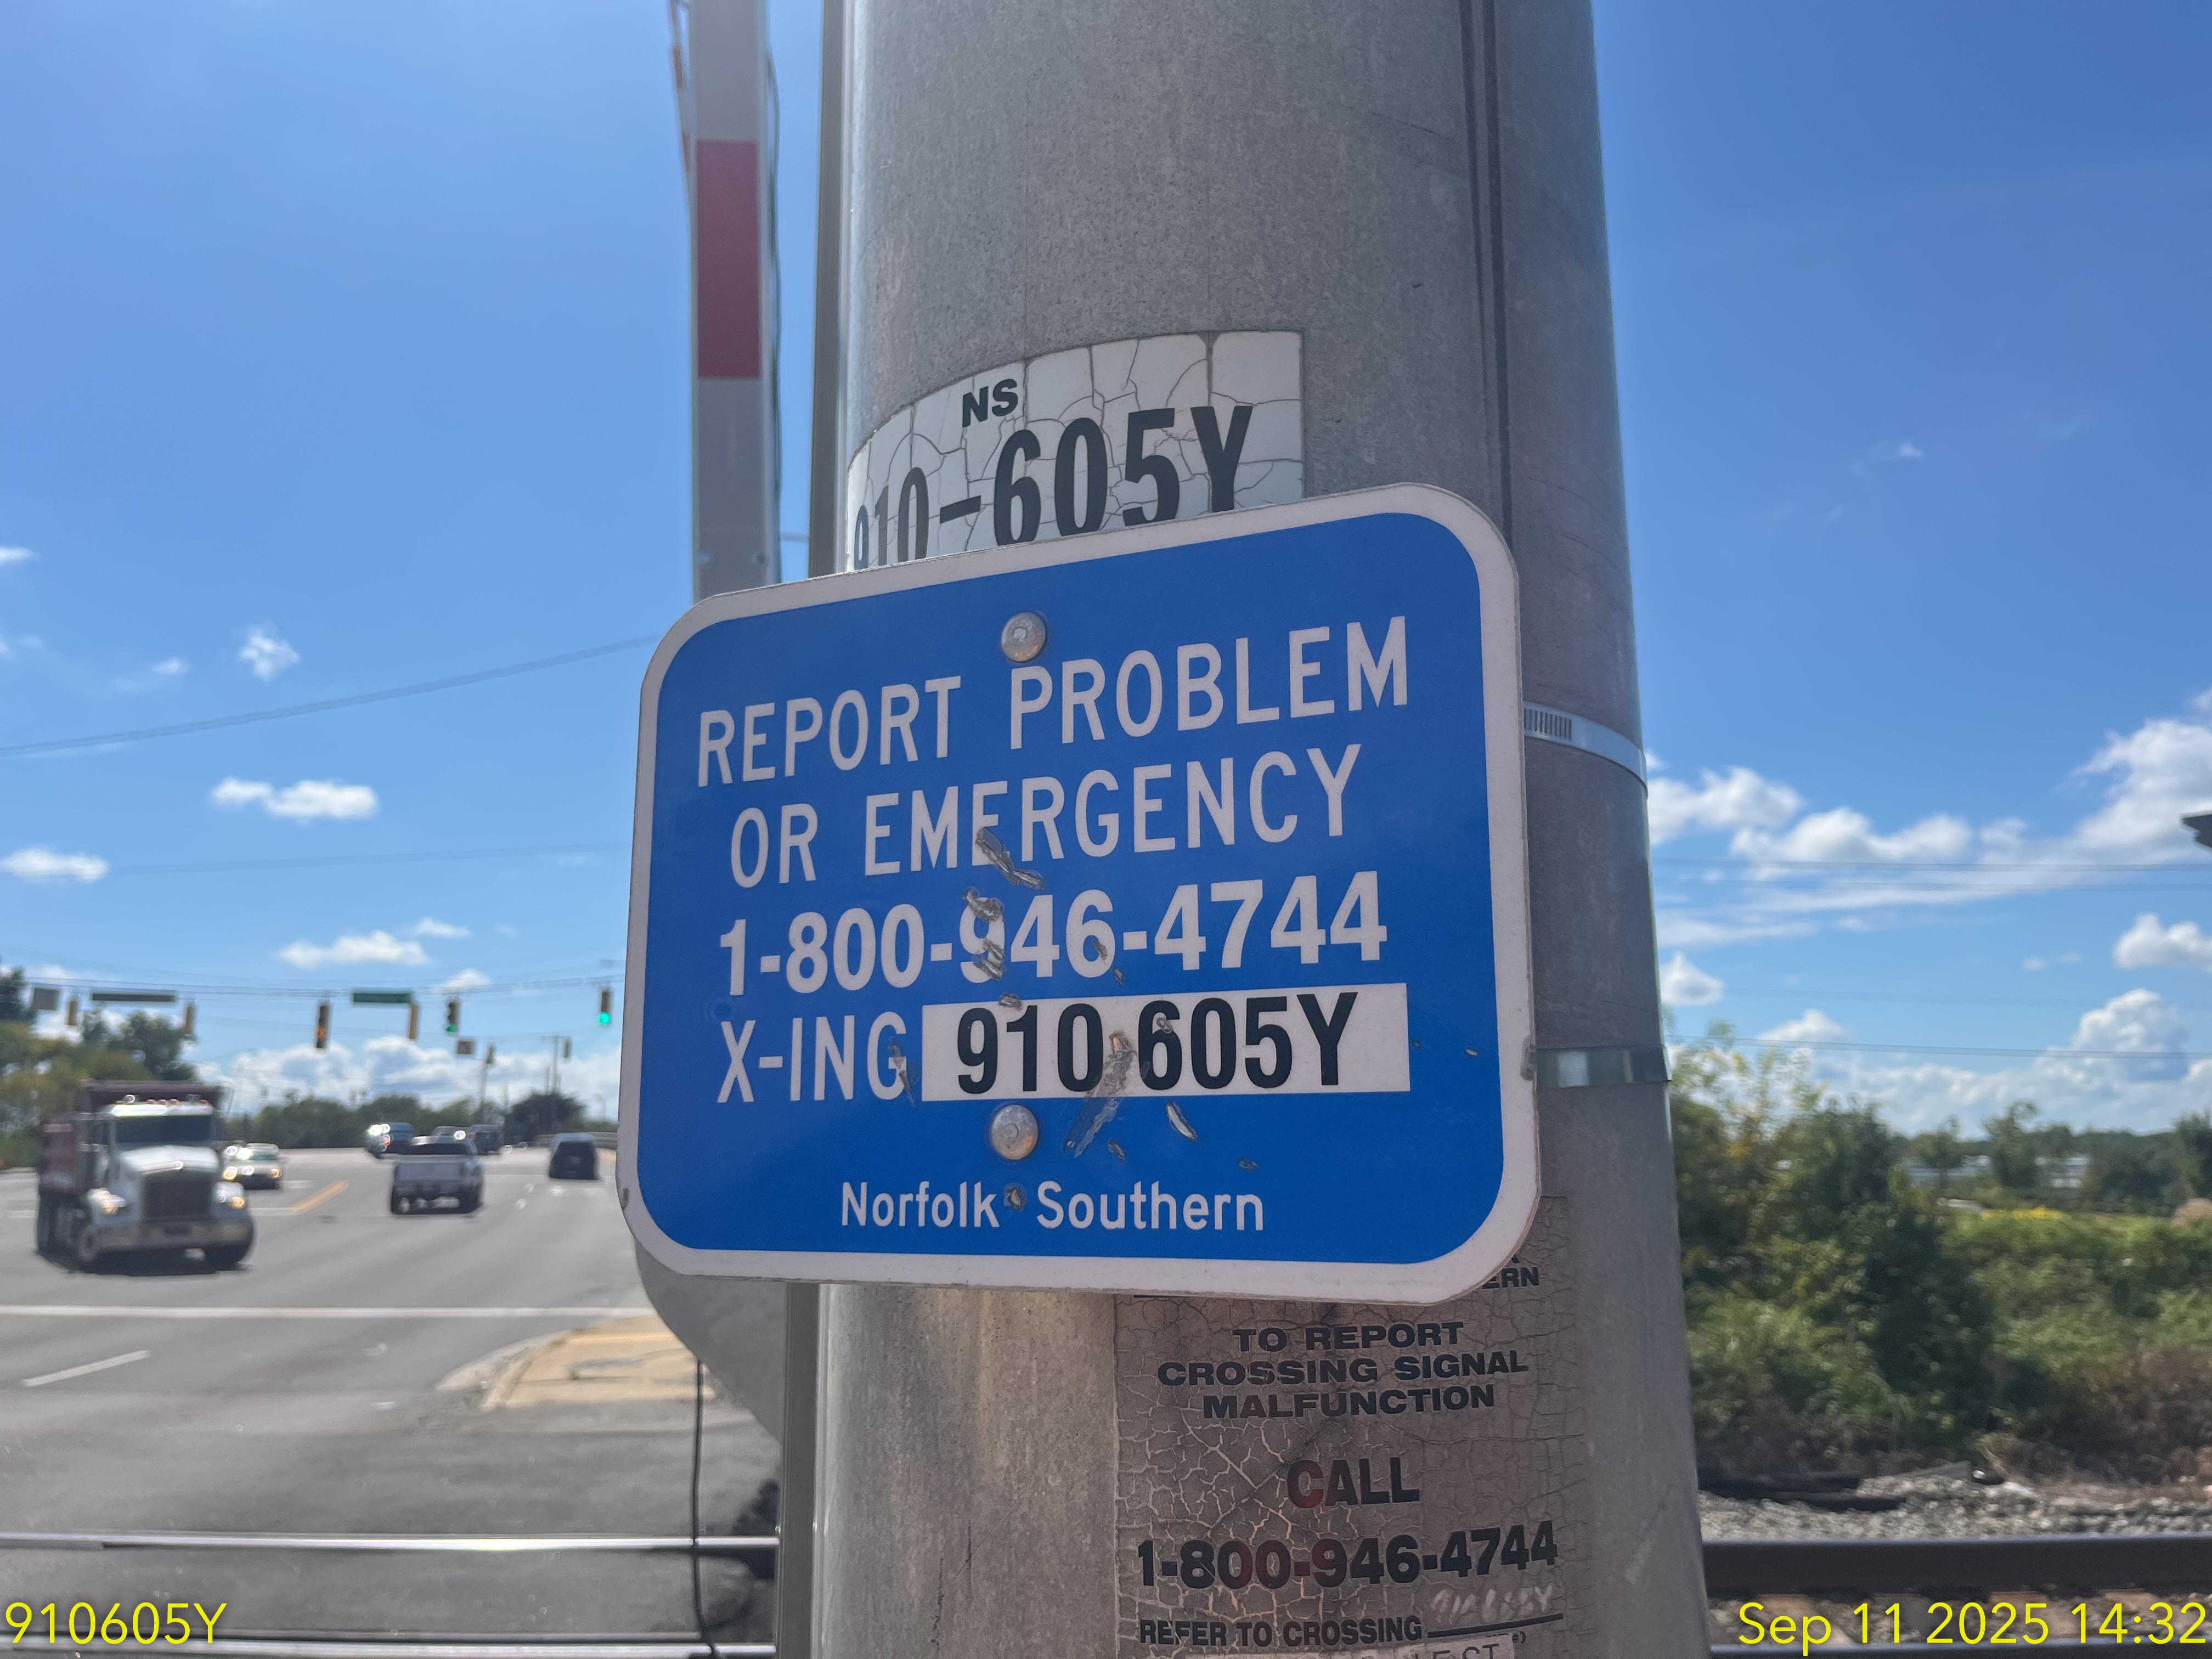 NS
910-605Y
REPORT PROBLEM
OR EMERGENCY
1-800-946-4744
X-ING 910 605Y
Norfolk Southern
TO REPORT
CROSSING SIGNAL
MALFUNCTION
CALL
1-800-946-4744
REFER TO CROSSING
910605Y
Sep 11 2025 14:32